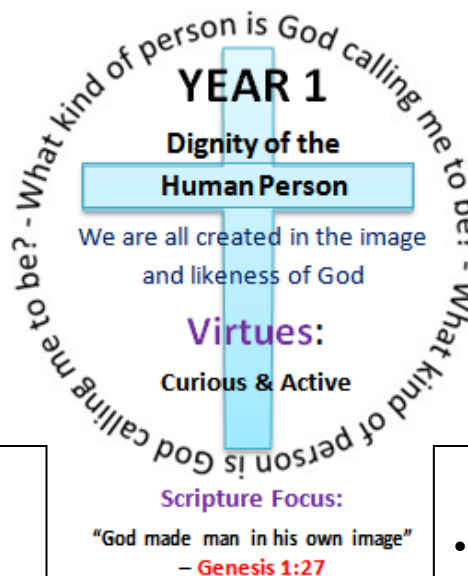 What kind of person is God calling me to be? - What kind of person is God calling me to be? -
YEAR 1
Dignity of the
Human Person
We are all created in the image
and likeness of God
Virtues:
Curious & Active
Scripture Focus:
“God made man in his own image”
– Genesis 1:27
•